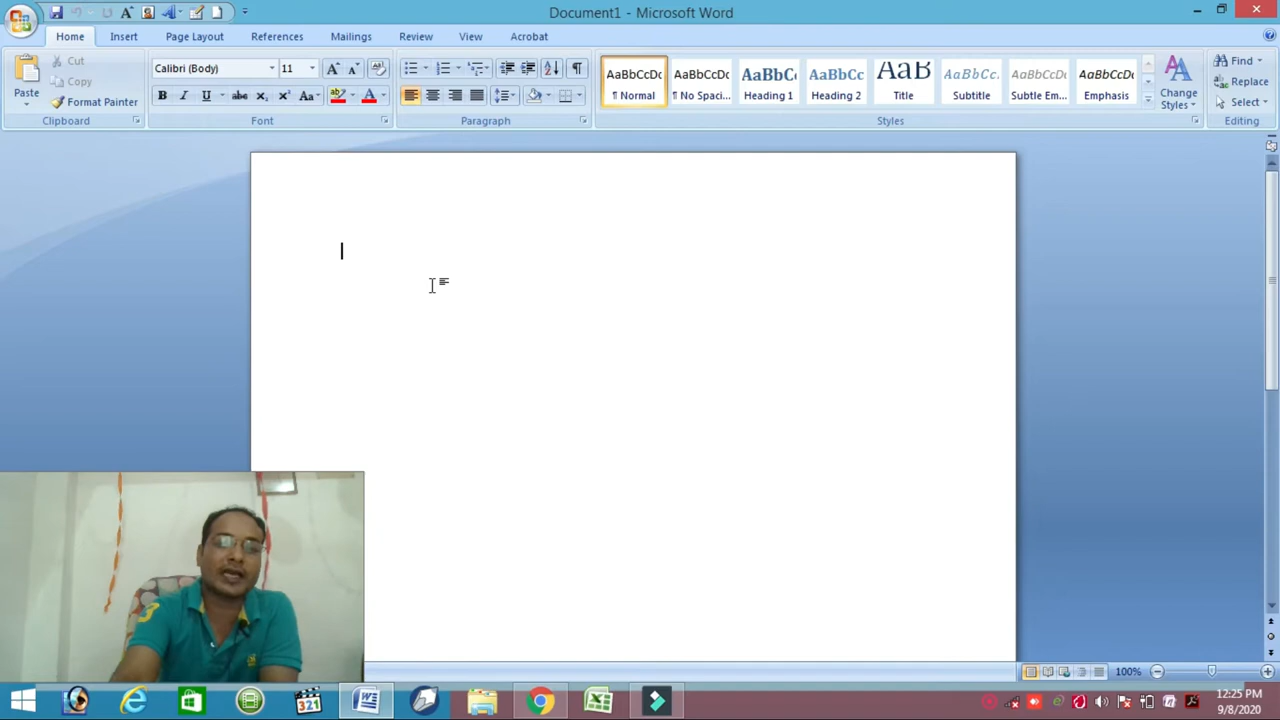 Document1 - Microsoft Word
Home Insert Page Layout References Mailings Review View Acrobat
Paste
Cut
Copy
Format Painter
Clipboard
Calibri (Body) 11
Font
Paragraph
AaBbCcDc AaBbCcDc AaBbC( AaBbCc AaB AaBbCc. AaBbCcDc AaBbCcDc
¶ Normal ¶ No Spaci... Heading 1 Heading 2 Title Subtitle Subtle Em... Emphasis
Change
Styles
Styles
Find
Replace
Select
Editing
100%
321
12:25 PM
9/8/2020